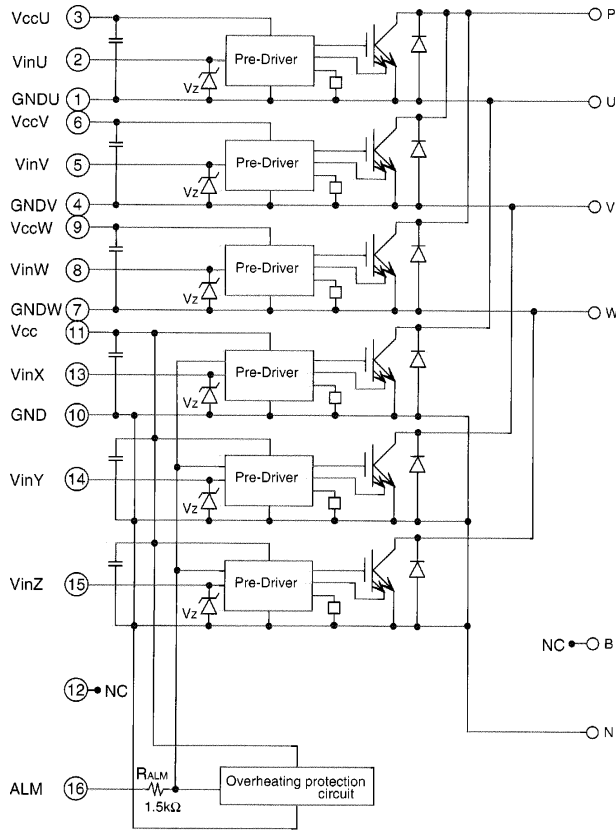 VccU 3 P
VinU 2 Pre-Driver
Vz
GNDU 1 U
VccV 6
VinV 5 Pre-Driver
Vz
GNDV 4 V
VccW 9
VinW 8 Pre-Driver
Vz
GNDW 7 W
Vcc 11
VinX 13 Pre-Driver
Vz
GND 10
VinY 14 Pre-Driver
Vz
VinZ 15 Pre-Driver
Vz
NC B
12 NC
N
RALM
ALM 16 Overheating protection
circuit
1.5kΩ